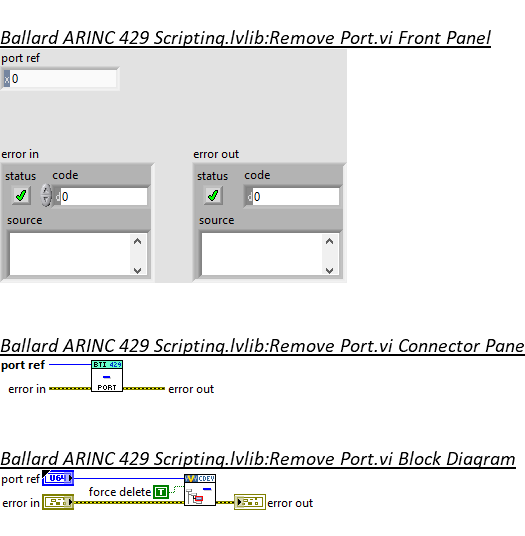 Ballard ARINC 429 Scripting.lvlib:Remove Port.vi Front Panel
port ref
x 0
error in
error out
status code
status code
d 0
d 0
source
source
Ballard ARINC 429 Scripting.lvlib:Remove Port.vi Connector Pane
port ref
BTI 429
PORT
error in
error out
Ballard ARINC 429 Scripting.lvlib:Remove Port.vi Block Diagram
port ref
U64
CDEV
force delete
T
error in
error out